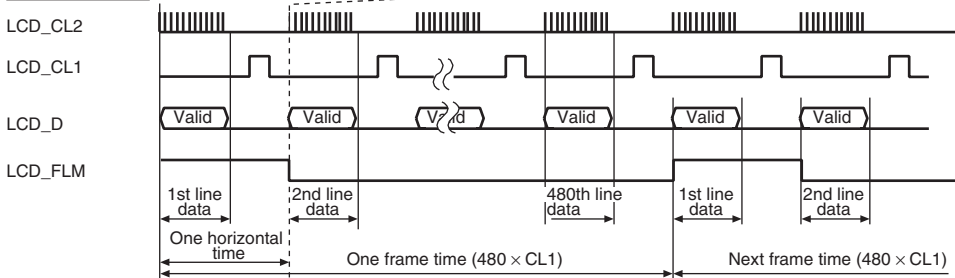 LCD_CL2
LCD_CL1
LCD_D
Valid
Valid
Valid
Valid
Valid
Valid
LCD_FLM
1st line
data
2nd line
data
480th line
data
1st line
data
2nd line
data
One horizontal
time
One frame time (480 × CL1)
Next frame time (480 × CL1)